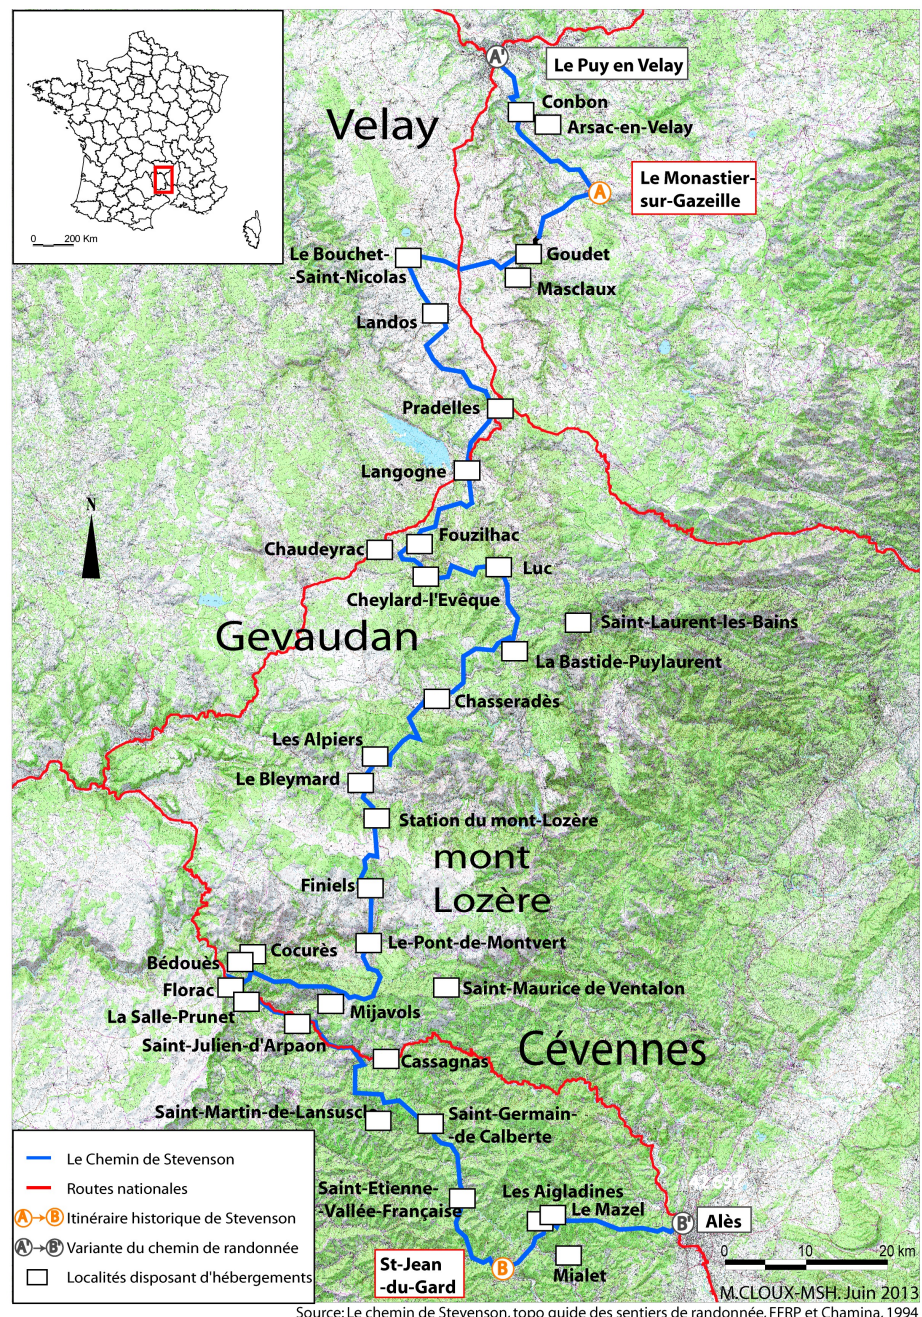 A'
Le Puy en Velay
Conbon
Arsac-en-Velay
Velay
A
Le Monastier-
sur-Gazeille
0 200 Km
Le Bouchet-
-Saint-Nicolas
Goudet
Masclaux
Landos
Pradelles
Langogne
N
Fouzilhac
Chaudeyrac
Luc
Cheylard-l'Evêque
Gevaudan
Saint-Laurent-les-Bains
La Bastide-Puylaurent
Chasseradès
Les Alpiers
Le Bleymard
Station du mont-Lozère
mont
Lozère
Finiels
Le-Pont-de-Montvert
Cocurès
Bédouès
Florac
Saint-Maurice de Ventalon
La Salle-Prunet
Mijavols
Saint-Julien-d'Arpaon
Cévennes
Cassagnas
Saint-Martin-de-Lansuscle
Saint-Germain-
-de Calberte
Saint-Etienne-
-Vallée-Française
Les Aigladines
Le Mazel
B'
Alès
St-Jean
-du-Gard
B
Mialet
0 10 20 km
Le Chemin de Stevenson
Routes nationales
A → B Itinéraire historique de Stevenson
A' → B' Variante du chemin de randonnée
Localités disposant d'hébergements
M.CLOUX-MSH. Juin 2013
Source: Le chemin de Stevenson, topo guide des sentiers de randonnée, FFRP et Chamina, 1994